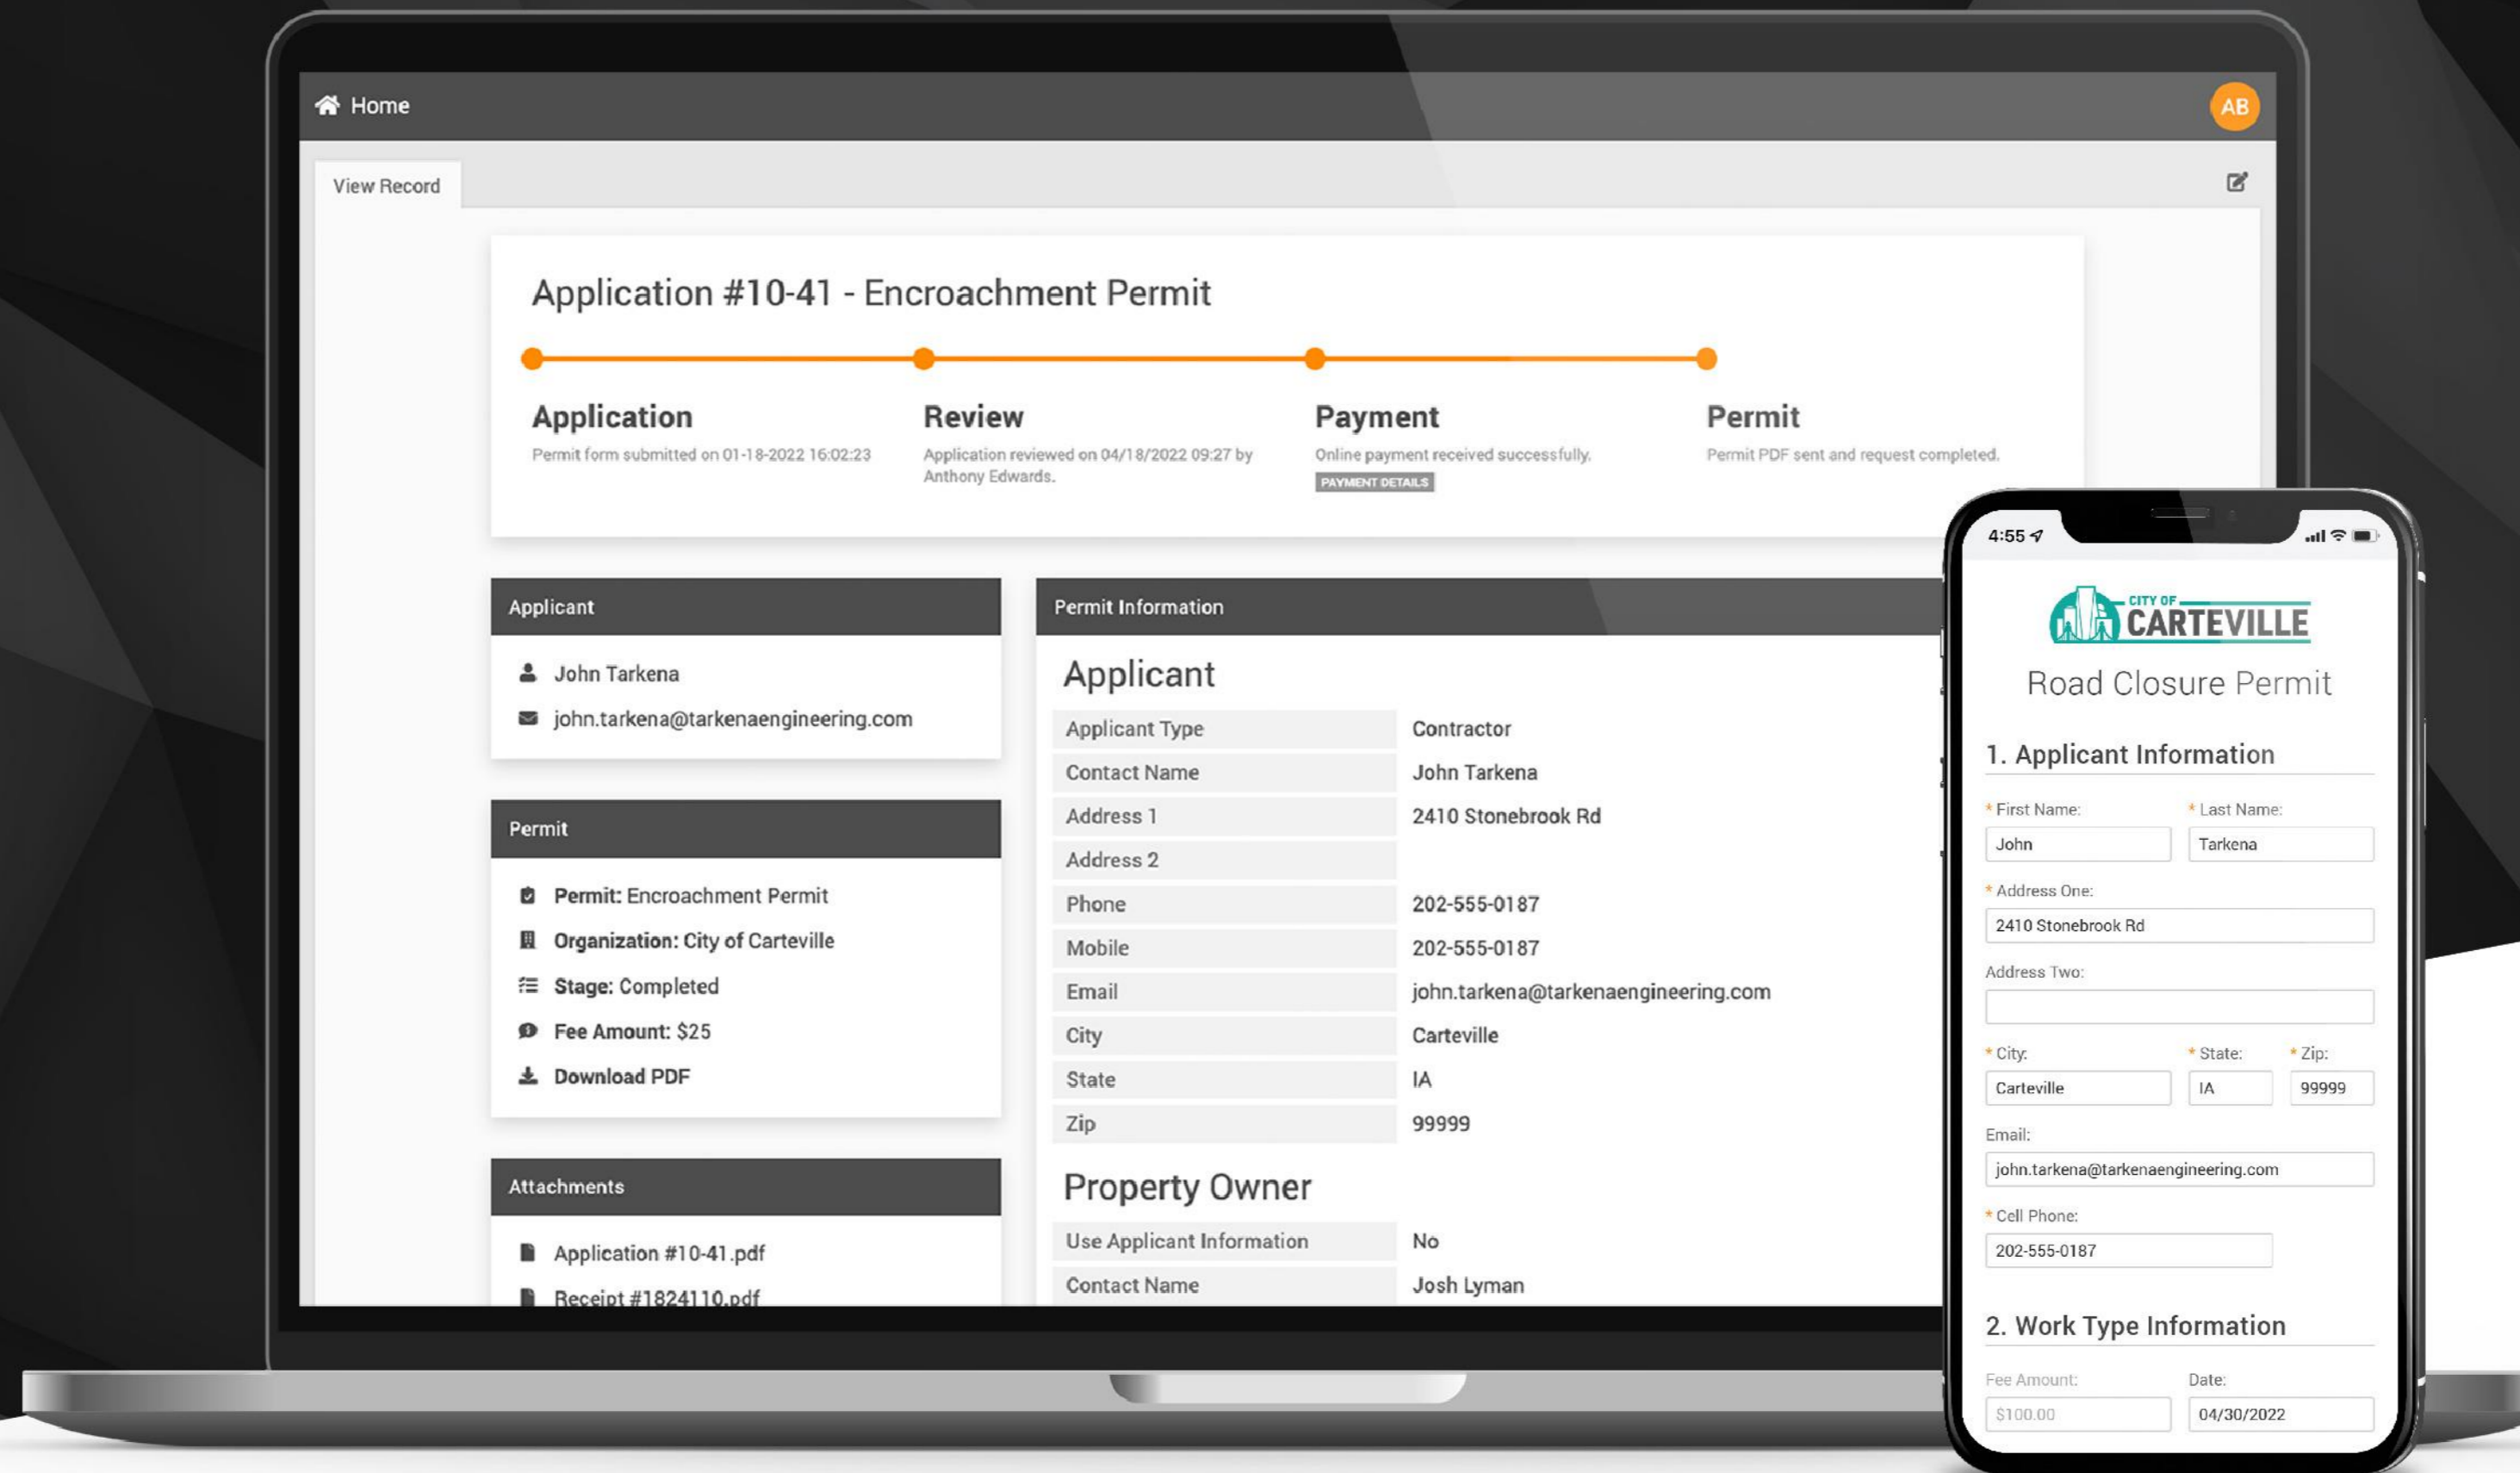 Home
AB
View Record
Application #10-41 - Encroachment Permit
Application
Permit form submitted on 01-18-2022 16:02:23
Review
Application reviewed on 04/18/2022 09:27 by
Anthony Edwards.
Payment
Online payment received successfully.
PAYMENT DETAILS
Permit
Permit PDF sent and request completed.
Applicant
John Tarkena
john.tarkena@tarkenaengineering.com
Permit
Permit: Encroachment Permit
Organization: City of Carteville
Stage: Completed
Fee Amount: $25
Download PDF
Attachments
Application #10-41.pdf
Receipt #1824110.pdf
Permit Information
Applicant
Applicant Type Contractor
Contact Name John Tarkena
Address 1 2410 Stonebrook Rd
Address 2
Phone 202-555-0187
Mobile 202-555-0187
Email john.tarkena@tarkenaengineering.com
City Carteville
State IA
Zip 99999
Property Owner
Use Applicant Information No
Contact Name Josh Lyman
4:55
CITY OF
CARTEVILLE
Road Closure Permit
1. Applicant Information
* First Name: * Last Name:
John Tarkena
* Address One:
2410 Stonebrook Rd
Address Two:
* City: * State: * Zip:
Carteville IA 99999
Email:
john.tarkena@tarkenaengineering.com
* Cell Phone:
202-555-0187
2. Work Type Information
Fee Amount: Date:
$100.00 04/30/2022